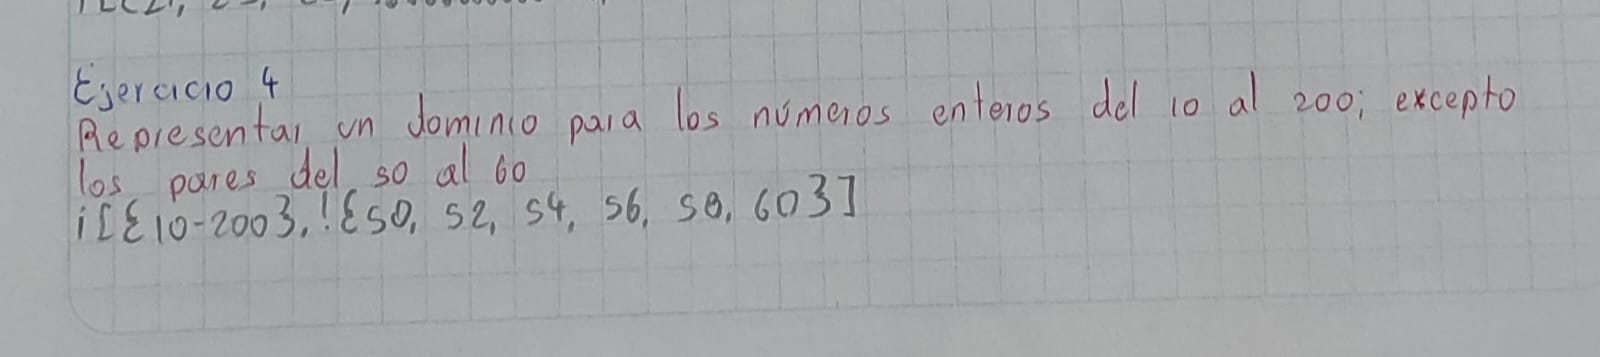 Ejercicio 4
Representar un dominio para los números enteros del 10 al 200; excepto
los pares del 50 al 60
i[{10-200},!{50, 52, 54, 56, 58, 60}]